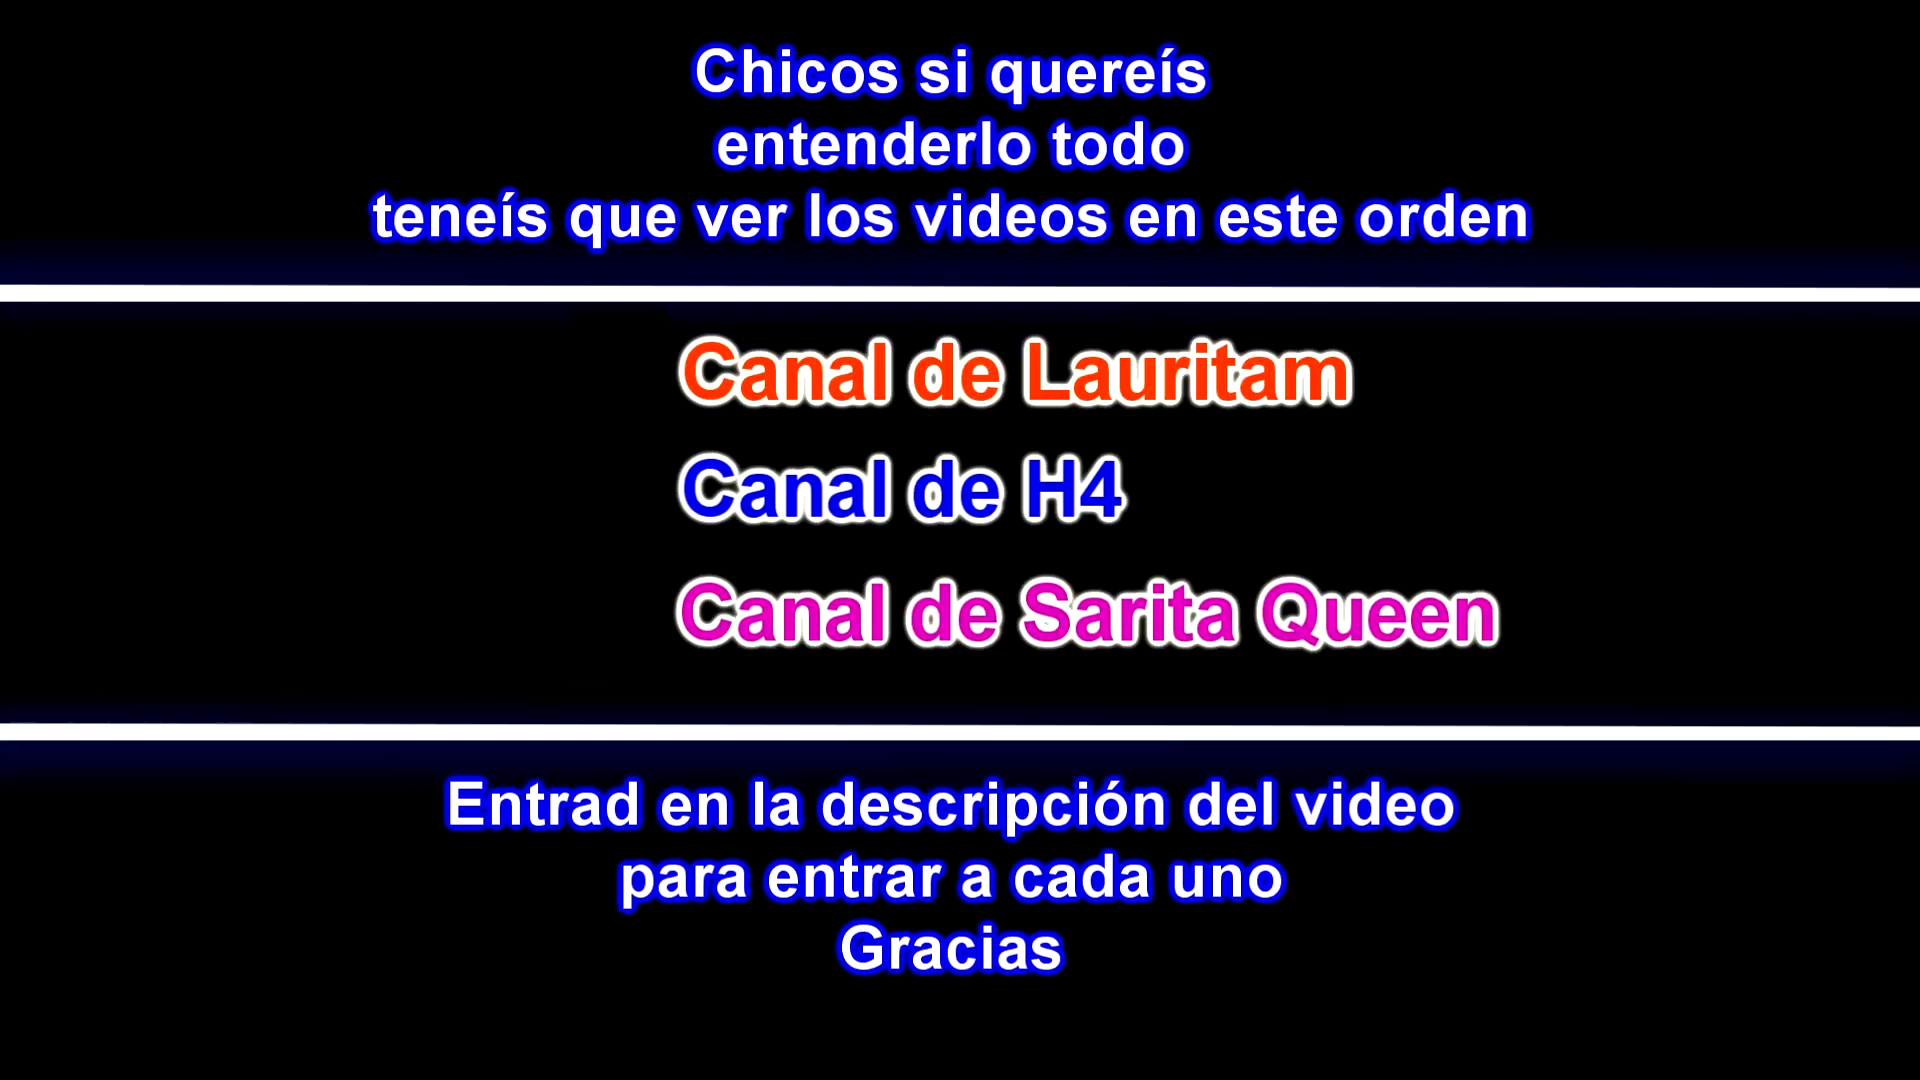 Chicos si quereís
entenderlo todo
teneís que ver los videos en este orden
Canal de Lauritam
Canal de H4
Canal de Sarita Queen
Entrad en la descripción del video
para entrar a cada uno
Gracias